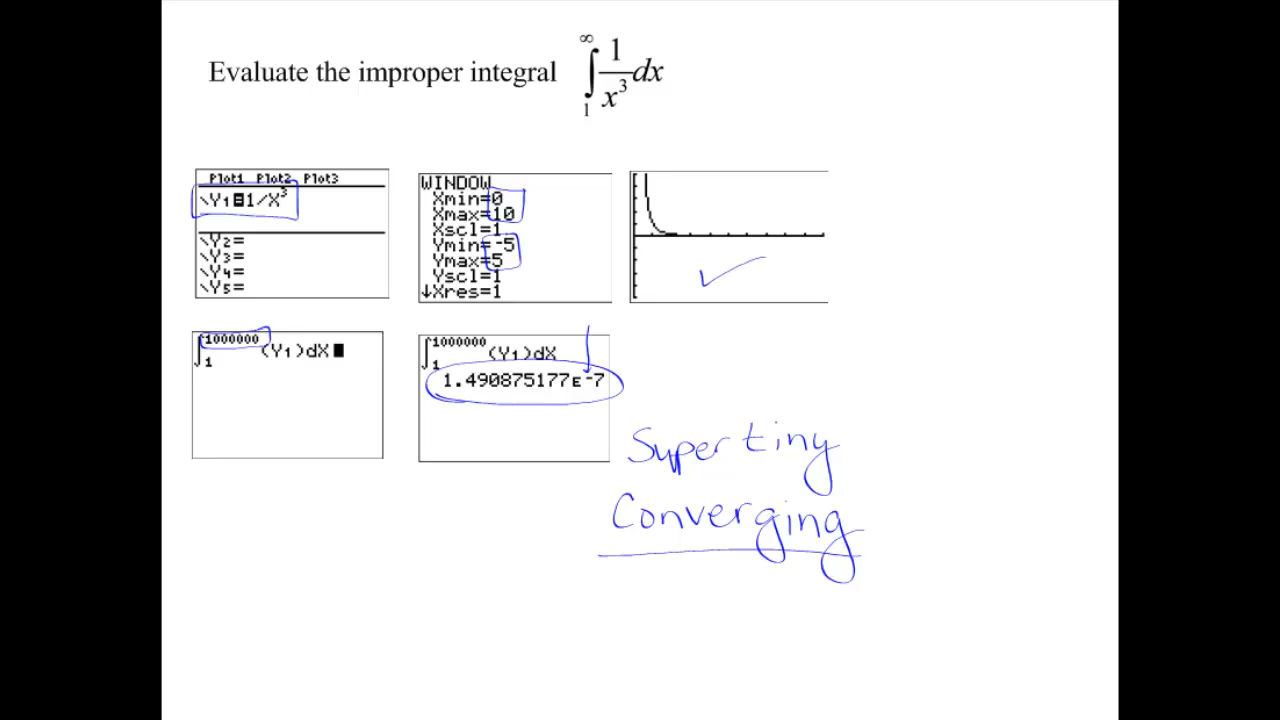 Evaluate the improper integral ∫₁^∞ 1/x³ dx
Plot1 Plot2 Plot3
\Y₁=1/X³
\Y₂=
\Y₃=
\Y₄=
\Y₅=
WINDOW
Xmin=0
Xmax=10
Xscl=1
Ymin=-5
Ymax=5
Yscl=1
↓Xres=1
∫₁^1000000 (Y₁)dX
∫₁^1000000 (Y₁)dX
1.490875177E-7
Super tiny
Converging